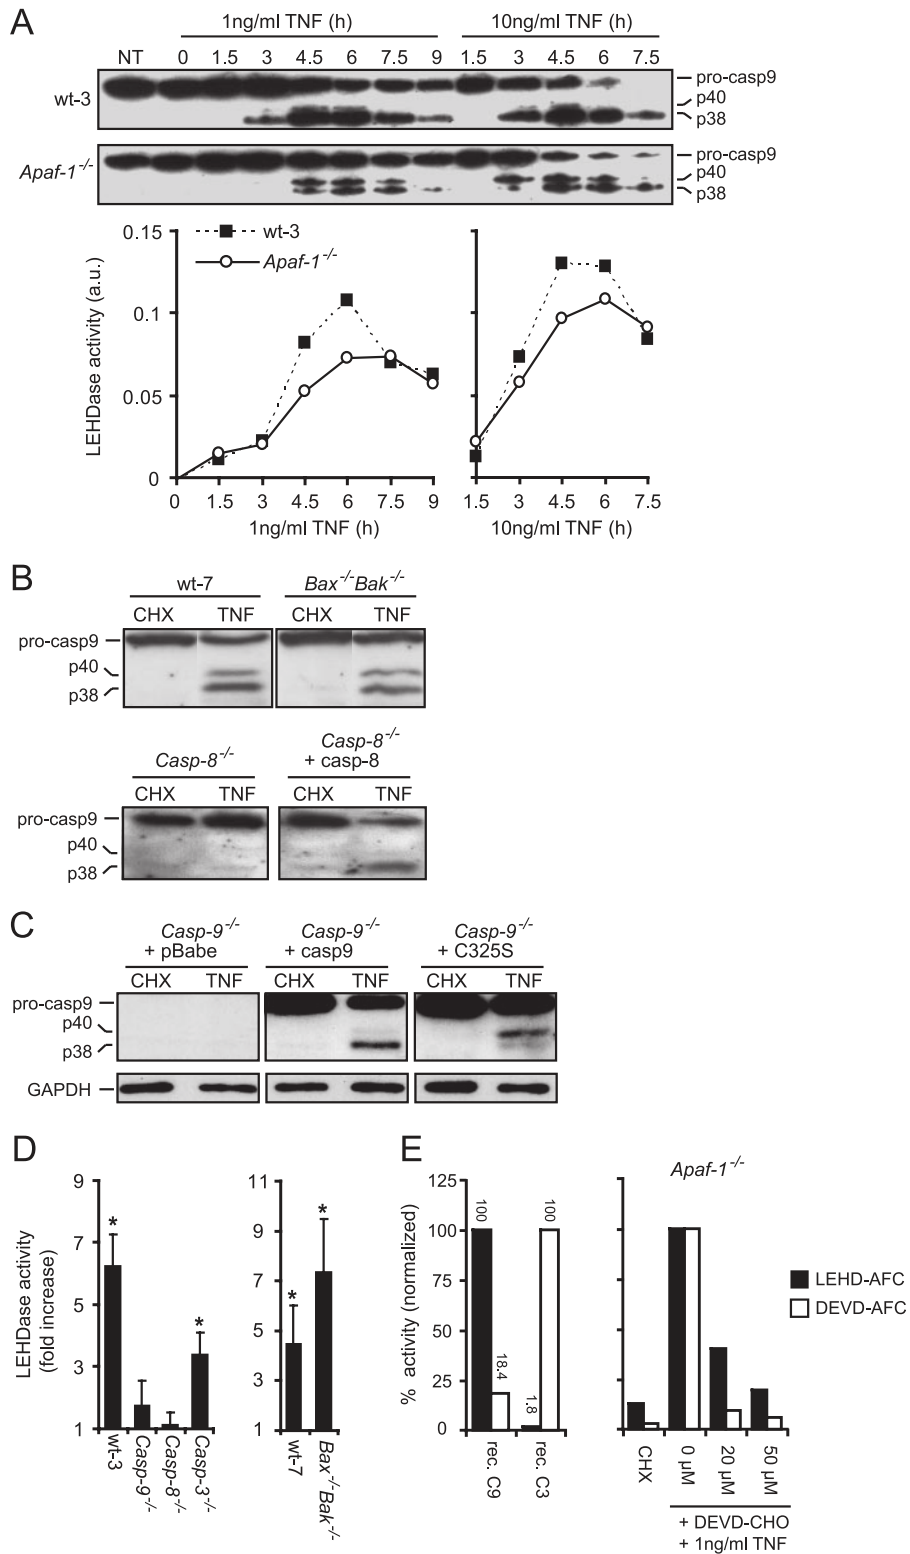 A
1ng/ml TNF (h)
10ng/ml TNF (h)
NT 0 1.5 3 4.5 6 7.5 9 1.5 3 4.5 6 7.5
wt-3
pro-casp9
p40
p38
Apaf-1-/-
pro-casp9
p40
p38
LEHDase activity (a.u.)
0.15
0.1
0.05
0
wt-3
Apaf-1-/-
0 1.5 3 4.5 6 7.5 9
1ng/ml TNF (h)
1.5 3 4.5 6 7.5
10ng/ml TNF (h)
B
wt-7
Bax-/-Bak-/-
CHX TNF CHX TNF
pro-casp9
p40
p38
Casp-8-/-
Casp-8-/-
+ casp-8
CHX TNF CHX TNF
pro-casp9
p40
p38
C
Casp-9-/-
+ pBabe
Casp-9-/-
+ casp9
Casp-9-/-
+ C325S
CHX TNF CHX TNF CHX TNF
pro-casp9
p40
p38
GAPDH
D
LEHDase activity
(fold increase)
9
7
5
3
1
*
*
wt-3
Casp-9-/-
Casp-8-/-
Casp-3-/-
11
9
7
5
3
1
*
*
wt-7
Bax-/-Bak-/-
E
% activity (normalized)
125
100
75
50
25
0
100
18.4
1.8
100
rec. C9
rec. C3
Apaf-1-/-
CHX
0 µM
20 µM
50 µM
+ DEVD-CHO
+ 1ng/ml TNF
LEHD-AFC
DEVD-AFC